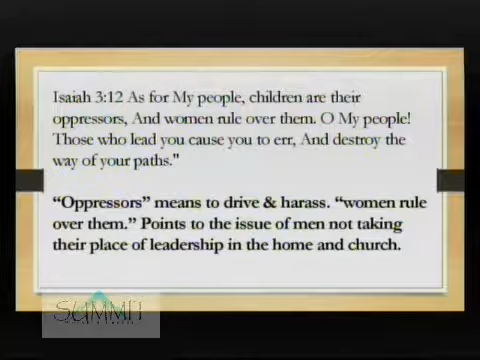 Isaiah 3:12 As for My people, children are their
oppressors, And women rule over them. O My people!
Those who lead you cause you to err, And destroy the
way of your paths."
“Oppressors” means to drive & harass. “women rule
over them.” Points to the issue of men not taking
their place of leadership in the home and church.
SUMMIT